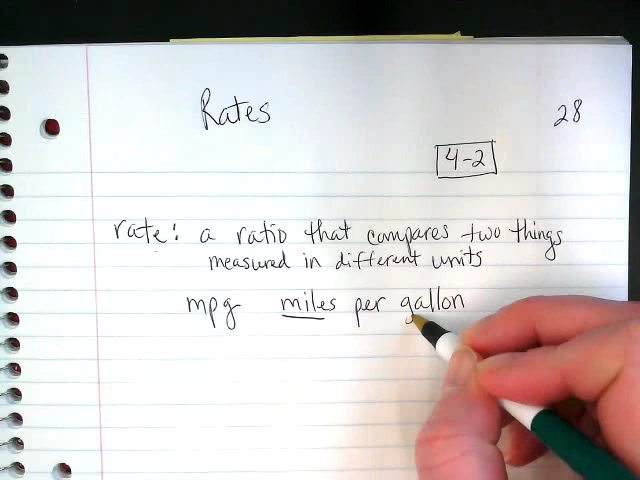 Rates
28
4-2
rate: a ratio that compares two things
measured in different units
mpg miles per gallon